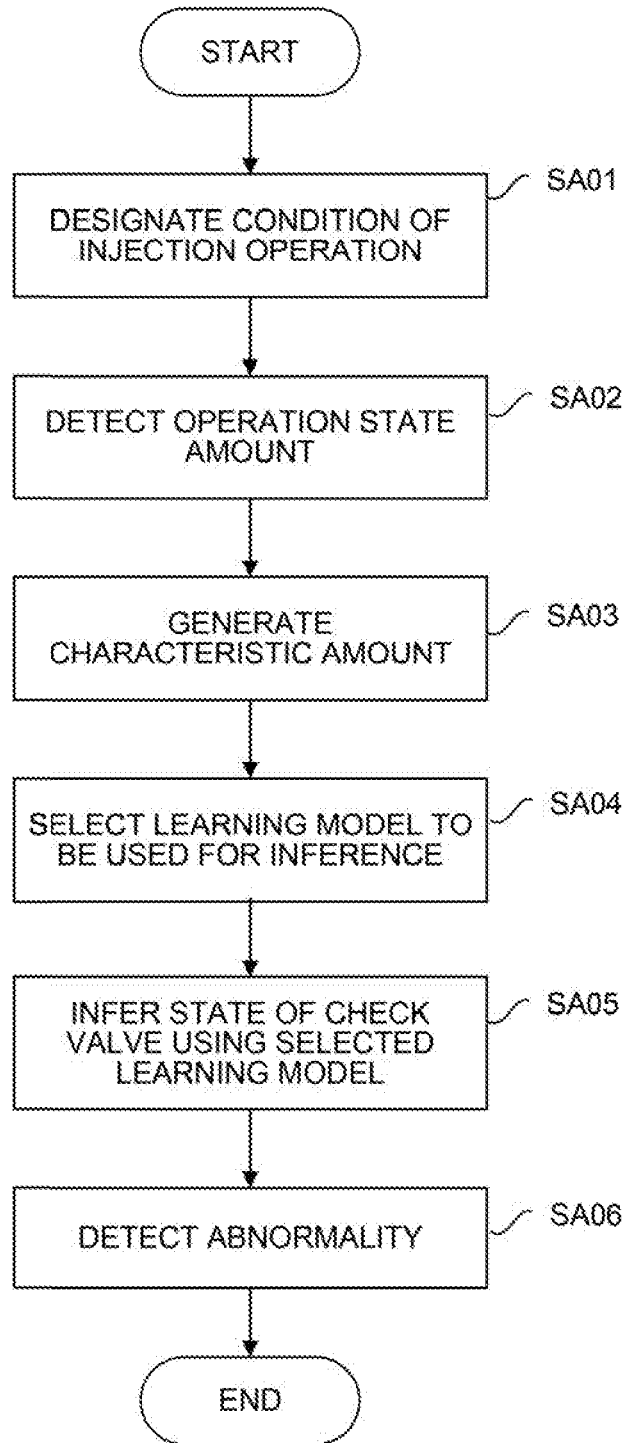 START
SA01
DESIGNATE CONDITION OF
INJECTION OPERATION
SA02
DETECT OPERATION STATE
AMOUNT
SA03
GENERATE
CHARACTERISTIC AMOUNT
SA04
SELECT LEARNING MODEL TO
BE USED FOR INFERENCE
SA05
INFER STATE OF CHECK
VALVE USING SELECTED
LEARNING MODEL
SA06
DETECT ABNORMALITY
END